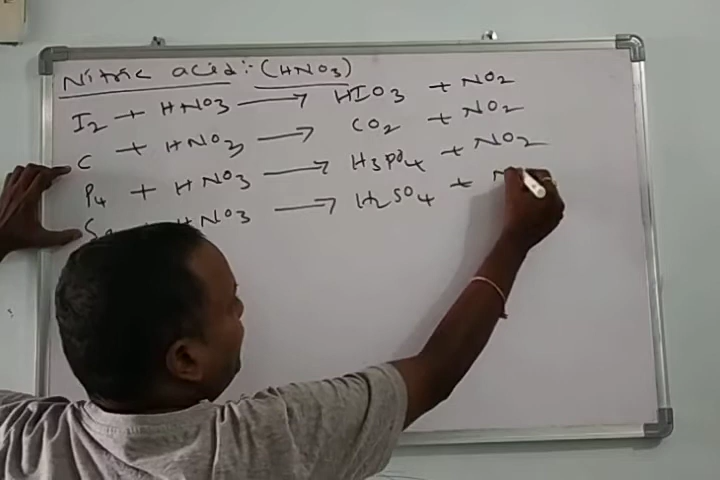 Nitric acid:- (HNO3)
I2 + HNO3 → HIO3 + NO2
C + HNO3 → CO2 + NO2
P4 + HNO3 → H3PO4 + NO2
HNO3 → H2SO4 +